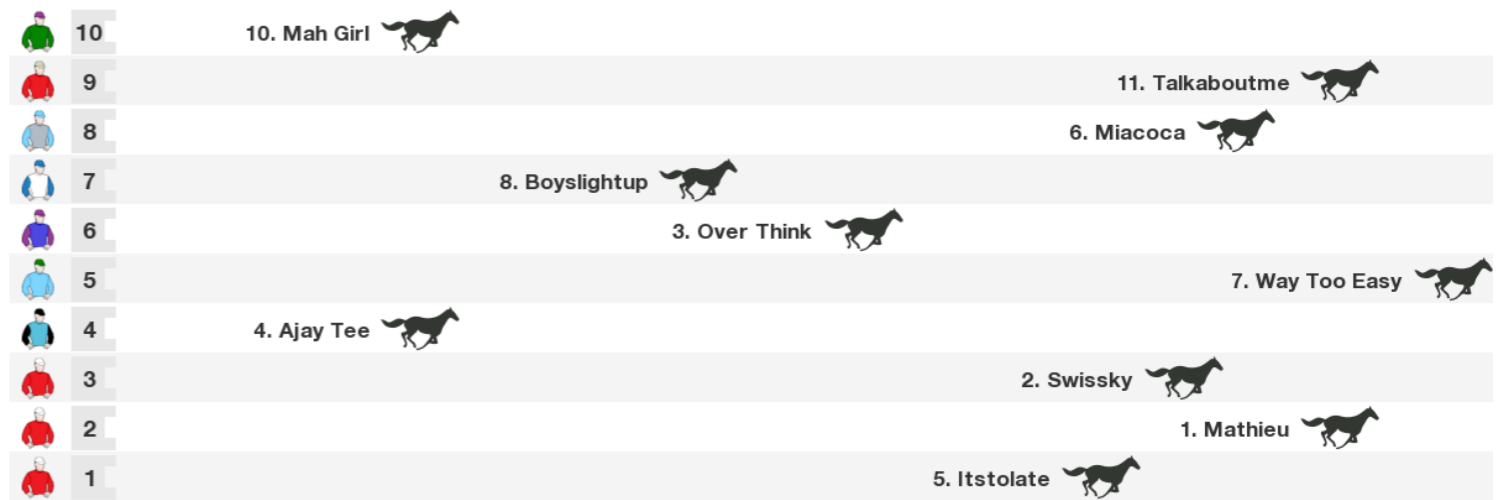 10 10. Mah Girl
9 11. Talkaboutme
8 6. Miacoca
7 8. Boyslightup
6 3. Over Think
5 7. Way Too Easy
4 4. Ajay Tee
3 2. Swissky
2 1. Mathieu
1 5. Itstolate